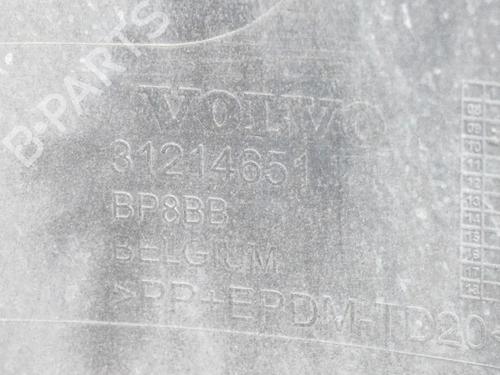 B-PARTS
VOLVO
31214651
BP8BB
BELGIUM
>PP+EPDM-TD20